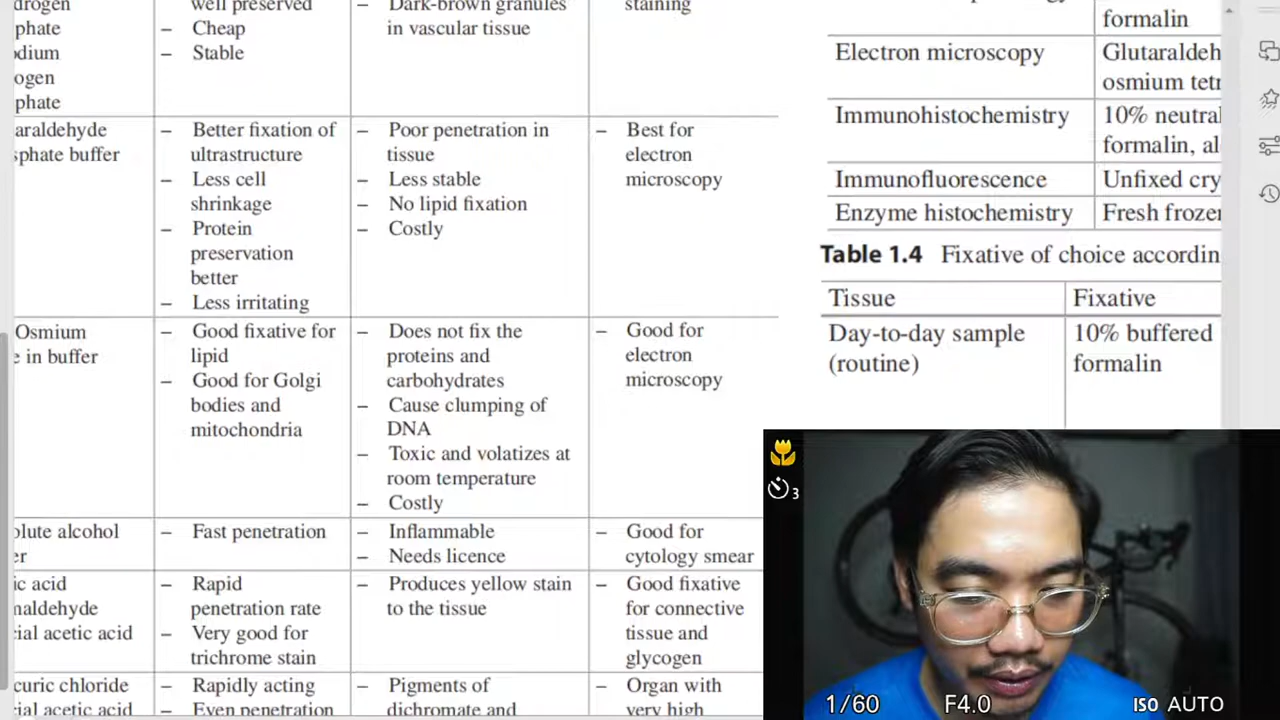 drogen
phate
dium
ogen
phate
well preserved
– Cheap
– Stable
– Dark-brown granules
in vascular tissue
staining
araldehyde
sphate buffer
– Better fixation of
ultrastructure
– Less cell
shrinkage
– Protein
preservation
better
– Less irritating
– Poor penetration in
tissue
– Less stable
– No lipid fixation
– Costly
– Best for
electron
microscopy
Osmium
e in buffer
– Good fixative for
lipid
– Good for Golgi
bodies and
mitochondria
– Does not fix the
proteins and
carbohydrates
– Cause clumping of
DNA
– Toxic and volatizes at
room temperature
– Costly
– Good for
electron
microscopy
olute alcohol
er
– Fast penetration
– Inflammable
– Needs licence
– Good for
cytology smear
ic acid
naldehyde
cial acetic acid
– Rapid
penetration rate
– Very good for
trichrome stain
– Produces yellow stain
to the tissue
– Good fixative
for connective
tissue and
glycogen
curic chloride
ial acetic acid
– Rapidly acting
– Even penetration
– Pigments of
dichromate and
– Organ with
very high
formalin
Electron microscopy
Glutaraldeh
osmium tetr
Immunohistochemistry
10% neutral
formalin, al
Immunofluorescence
Unfixed cry
Enzyme histochemistry
Fresh frozen
Table 1.4 Fixative of choice accordin
Tissue
Fixative
Day-to-day sample
(routine)
10% buffered
formalin
3
1/60
F4.0
ISO AUTO